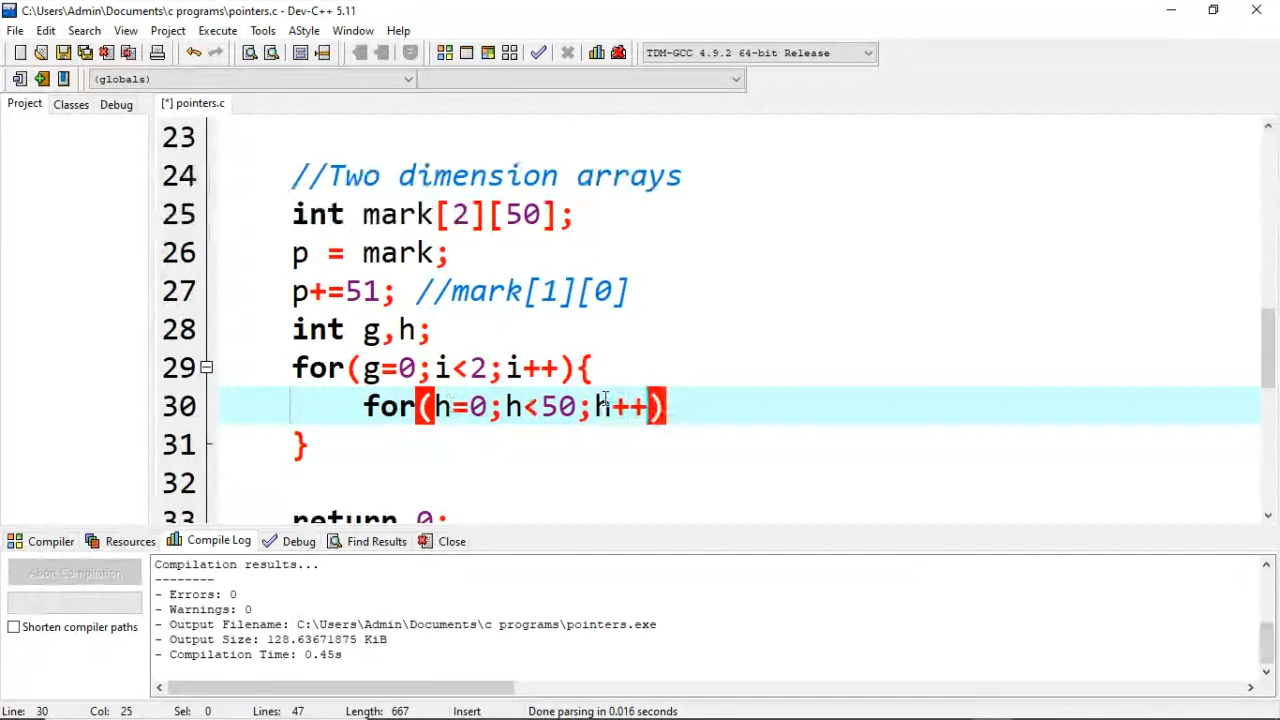 C:\Users\Admin\Documents\c programs\pointers.c - Dev-C++ 5.11
File Edit Search View Project Execute Tools AStyle Window Help
TDM-GCC 4.9.2 64-bit Release
(globals)
Project Classes Debug [*] pointers.c
23
24 //Two dimension arrays
25 int mark[2][50];
26 p = mark;
27 p+=51; //mark[1][0]
28 int g,h;
29 for(g=0;i<2;i++){
30 for(h=0;h<50;h++)
31 }
32
33 return 0;
Compiler Resources Compile Log Debug Find Results Close
Compilation results...
--------
- Errors: 0
- Warnings: 0
- Output Filename: C:\Users\Admin\Documents\c programs\pointers.exe
- Output Size: 128.63671875 KiB
- Compilation Time: 0.45s
Abort Compilation
Shorten compiler paths
Line: 30 Col: 25 Sel: 0 Lines: 47 Length: 667 Insert Done parsing in 0.016 seconds